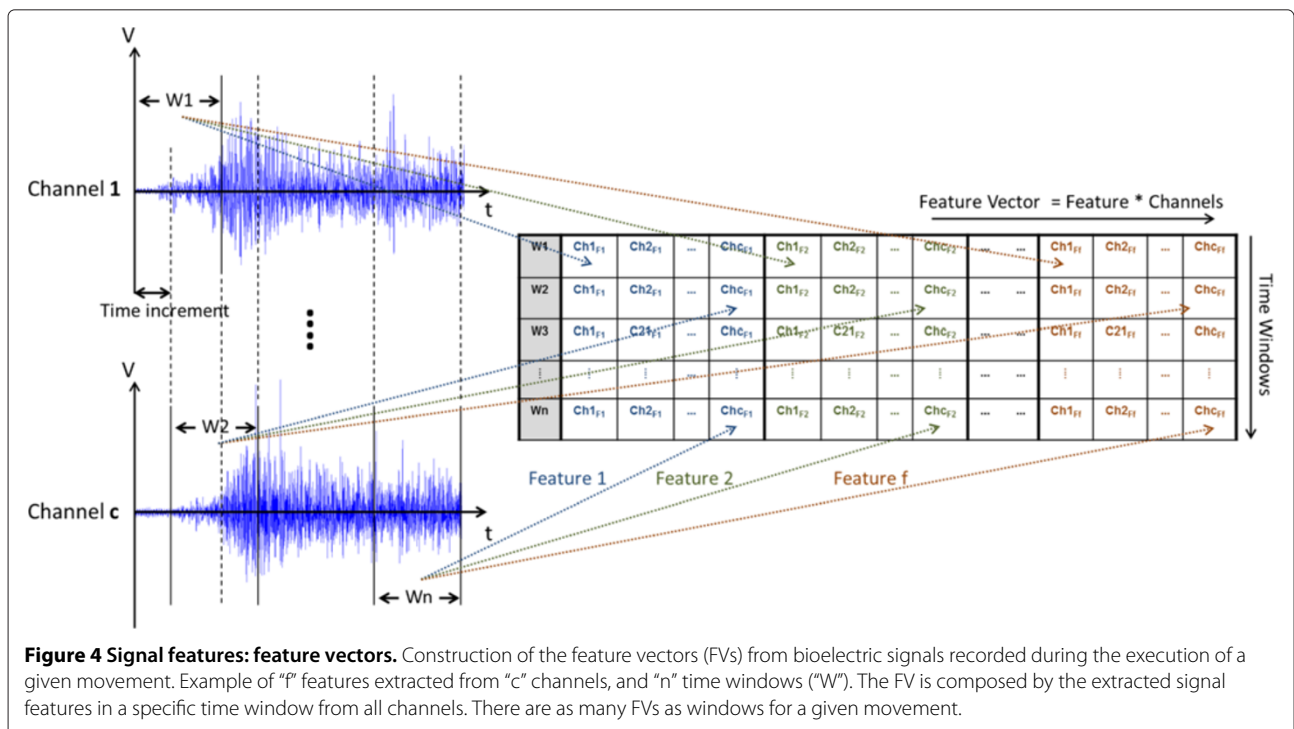 V
W1
Channel 1
t
Time increment
V
W2
Channel c
t
Wn
Feature Vector = Feature * Channels
Time Windows
W1 Ch1F1 Ch2F1 ... ChcF1 Ch1F2 Ch2F2 ... ChcF2 ... ... Ch1Ff Ch2Ff ... ChcFf
W2 Ch1F1 Ch2F1 ... ChcF1 Ch1F2 Ch2F2 ... ChcF2 ... ... Ch1Ff Ch2Ff ... ChcFf
W3 Ch1F1 C21F1 ... ChcF1 Ch1F2 C21F2 ... ChcF2 ... ... Ch1Ff C21Ff ... ChcFf
... ... ... ... ... ... ... ... ... ... ... ... ... ... ...
Wn Ch1F1 Ch2F1 ... ChcF1 Ch1F2 Ch2F2 ... ChcF2 ... ... Ch1Ff Ch2Ff ... ChcFf
Feature 1 Feature 2 Feature f
Figure 4 Signal features: feature vectors. Construction of the feature vectors (FVs) from bioelectric signals recorded during the execution of a
given movement. Example of “f” features extracted from “c” channels, and “n” time windows (“W”). The FV is composed by the extracted signal
features in a specific time window from all channels. There are as many FVs as windows for a given movement.